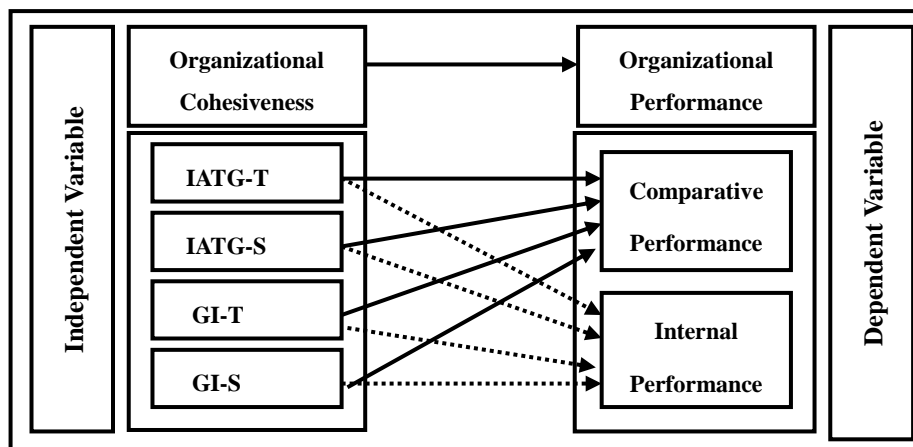 Independent Variable
Organizational
Cohesiveness
IATG-T
IATG-S
GI-T
GI-S
Organizational
Performance
Comparative
Performance
Internal
Performance
Dependent Variable